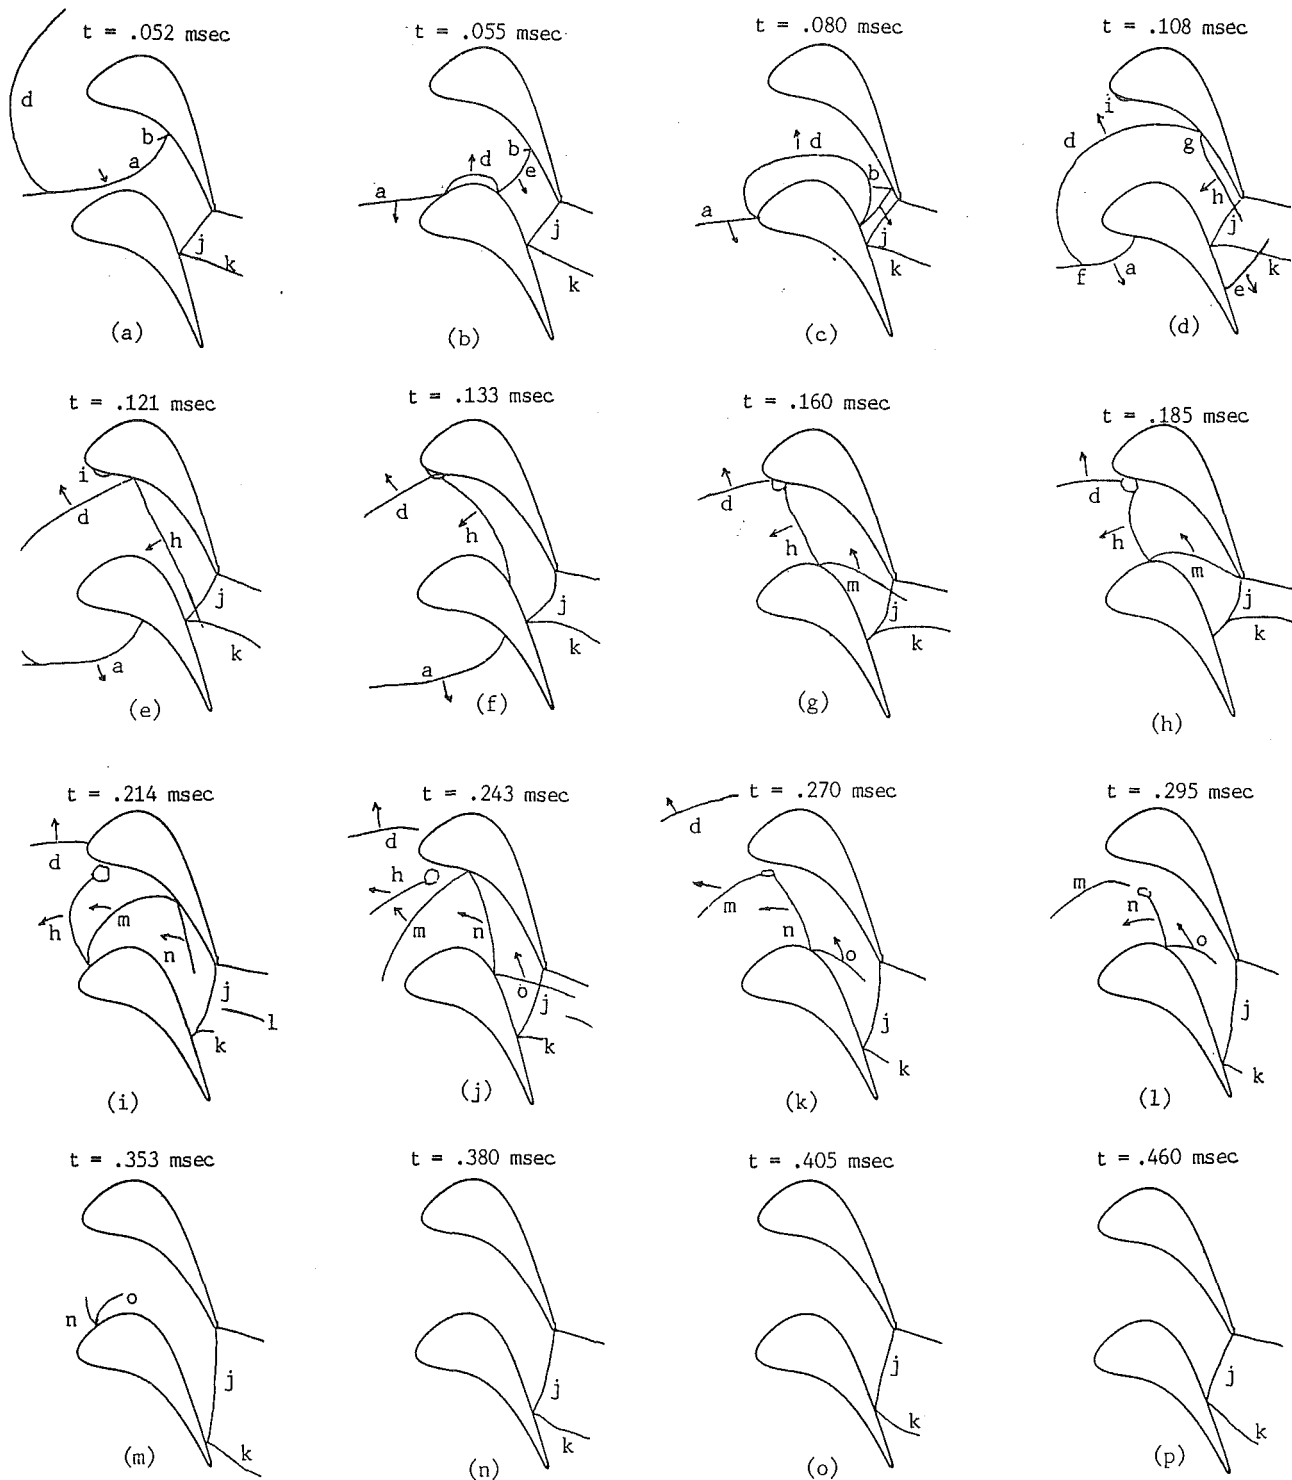 t = .052 msec
d
b
a
j
k
(a)
t = .055 msec
d
b
e
a
j
k
(b)
t = .080 msec
d
b
a
j
k
(c)
t = .108 msec
i
d
g
h
j
k
f
a
e
(d)
t = .121 msec
i
d
h
j
k
a
(e)
t = .133 msec
d
h
j
a
(f)
t = .160 msec
d
h
m
j
k
(g)
t = .185 msec
d
h
m
j
k
(h)
t = .214 msec
d
m
h
n
j
l
k
(i)
t = .243 msec
d
h
m
n
o
j
k
(j)
t = .270 msec
d
m
n
o
j
k
(k)
t = .295 msec
m
n
o
j
k
(l)
t = .353 msec
o
n
j
k
(m)
t = .380 msec
j
k
(n)
t = .405 msec
j
k
(o)
t = .460 msec
j
k
(p)